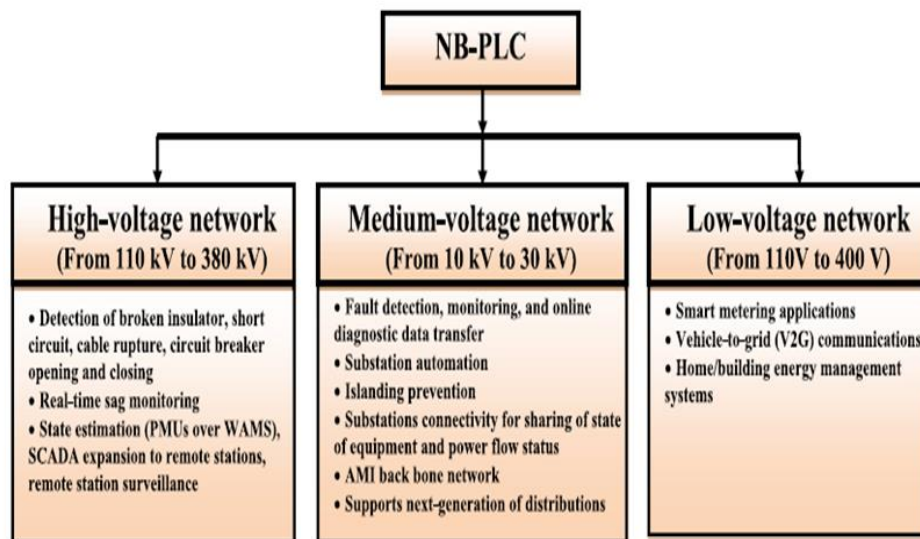 NB-PLC
High-voltage network
(From 110 kV to 380 kV)
• Detection of broken insulator, short
circuit, cable rupture, circuit breaker
opening and closing
• Real-time sag monitoring
• State estimation (PMUs over WAMS),
SCADA expansion to remote stations,
remote station surveillance
Medium-voltage network
(From 10 kV to 30 kV)
• Fault detection, monitoring, and online
diagnostic data transfer
• Substation automation
• Islanding prevention
• Substations connectivity for sharing of state
of equipment and power flow status
• AMI back bone network
• Supports next-generation of distributions
Low-voltage network
(From 110V to 400 V)
• Smart metering applications
• Vehicle-to-grid (V2G) communications
• Home/building energy management
systems